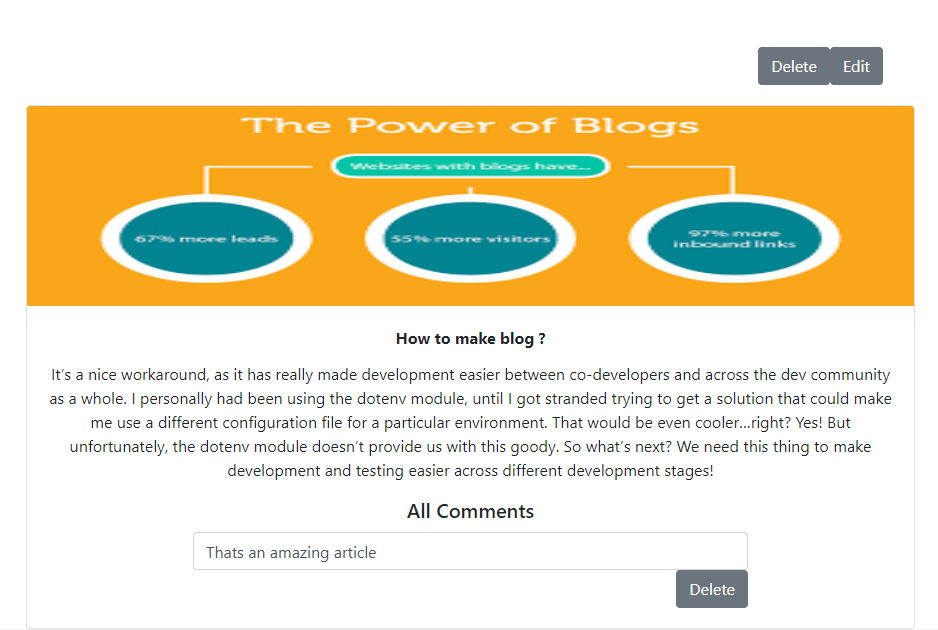 Delete Edit
The Power of Blogs
Websites with blogs have...
67% more leads
55% more visitors
97% more
inbound links
How to make blog ?
It's a nice workaround, as it has really made development easier between co-developers and across the dev community
as a whole. I personally had been using the dotenv module, until I got stranded trying to get a solution that could make
me use a different configuration file for a particular environment. That would be even cooler...right? Yes! But
unfortunately, the dotenv module doesn't provide us with this goody. So what's next? We need this thing to make
development and testing easier across different development stages!
All Comments
Thats an amazing article
Delete